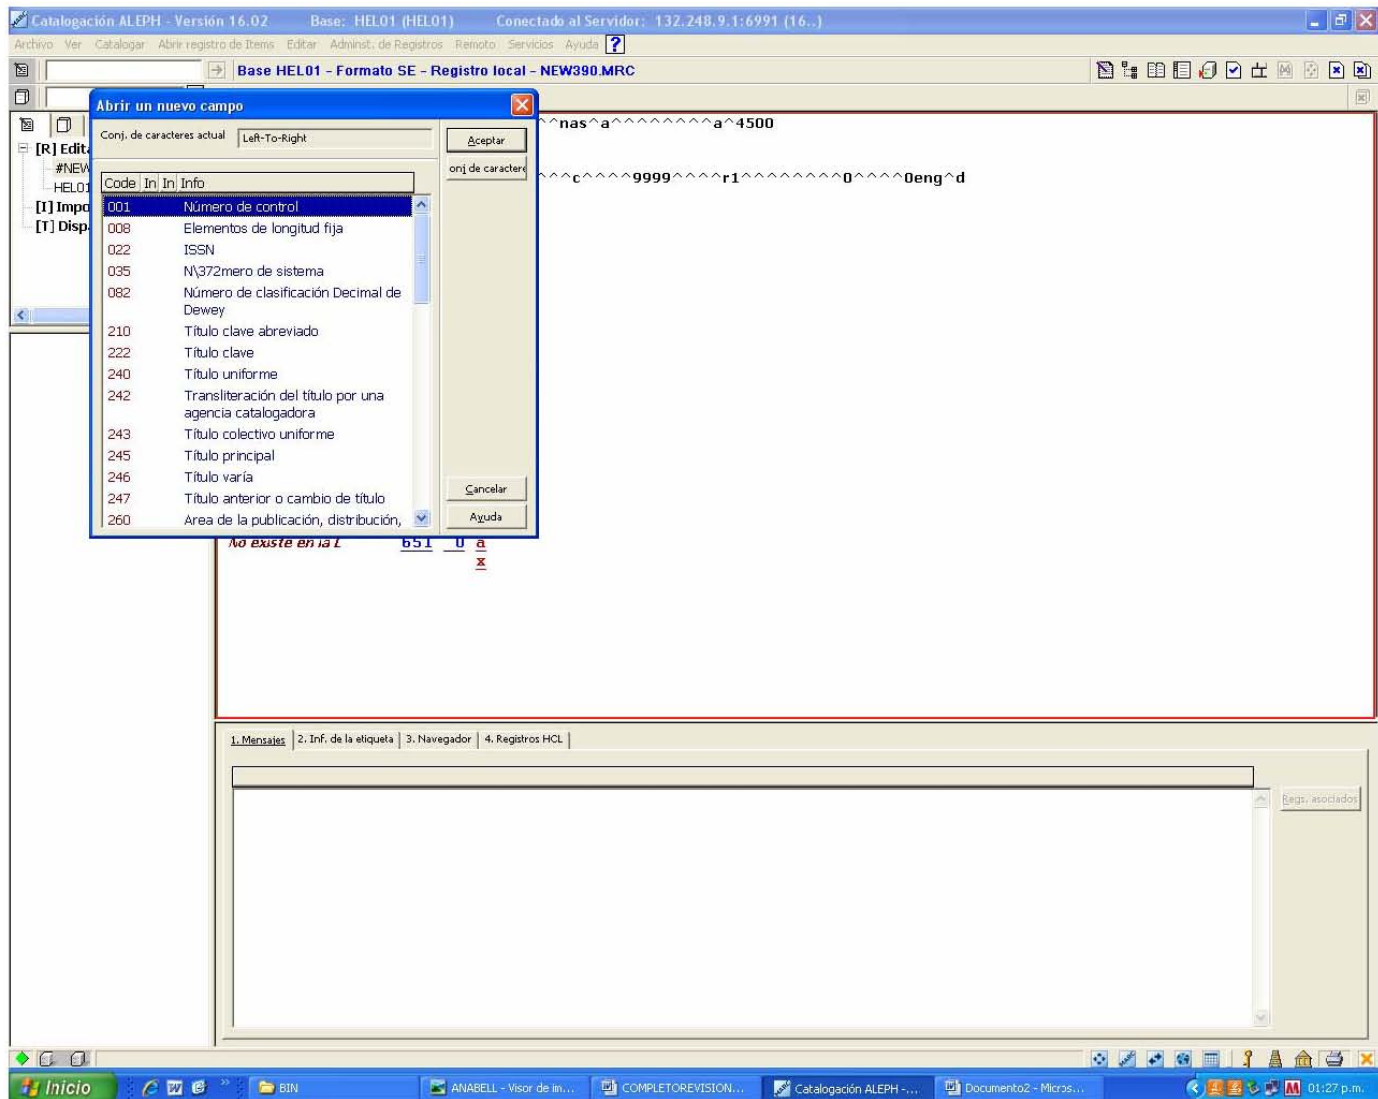 Catalogación ALEPH - Versión 16.02 Base: HEL01 (HEL01) Conectado al Servidor: 132.248.9.1:6991 (16..)
Archivo Ver Catalogar Abrir registro de Items Editar Adminst. de Registros Remoto Servicios Ayuda ?
Base HEL01 - Formato SE - Registro local - NEW390.MRC
Abrir un nuevo campo
^^nas^a^^^^^^^^a^4500
Conj. de caracteres actual Left-To-Right Aceptar
[R] Edita
onj de caractere
#NEW
^^^c^^^^9999^^^^r1^^^^^^^^0^^^^0eng^d
HEL01
Code In In Info
[I] Impo
001 Número de control
[T] Disp
008 Elementos de longitud fija
022 ISSN
035 N\372mero de sistema
082 Número de clasificación Decimal de
Dewey
210 Título clave abreviado
222 Título clave
240 Título uniforme
242 Transliteración del título por una
agencia catalogadora
243 Título colectivo uniforme
245 Título principal
246 Título varía
247 Título anterior o cambio de título
260 Area de la publicación, distribución,
Cancelar
Ayuda
No existe en la L 651 0 a
x
1. Mensajes 2. Inf. de la etiqueta 3. Navegador 4. Registros HCL
Regs. asociados
Inicio BIN ANABELL - Visor de im... COMPLETOREVISION... Catalogación ALEPH -... Documento2 - Micros... 01:27 p.m.